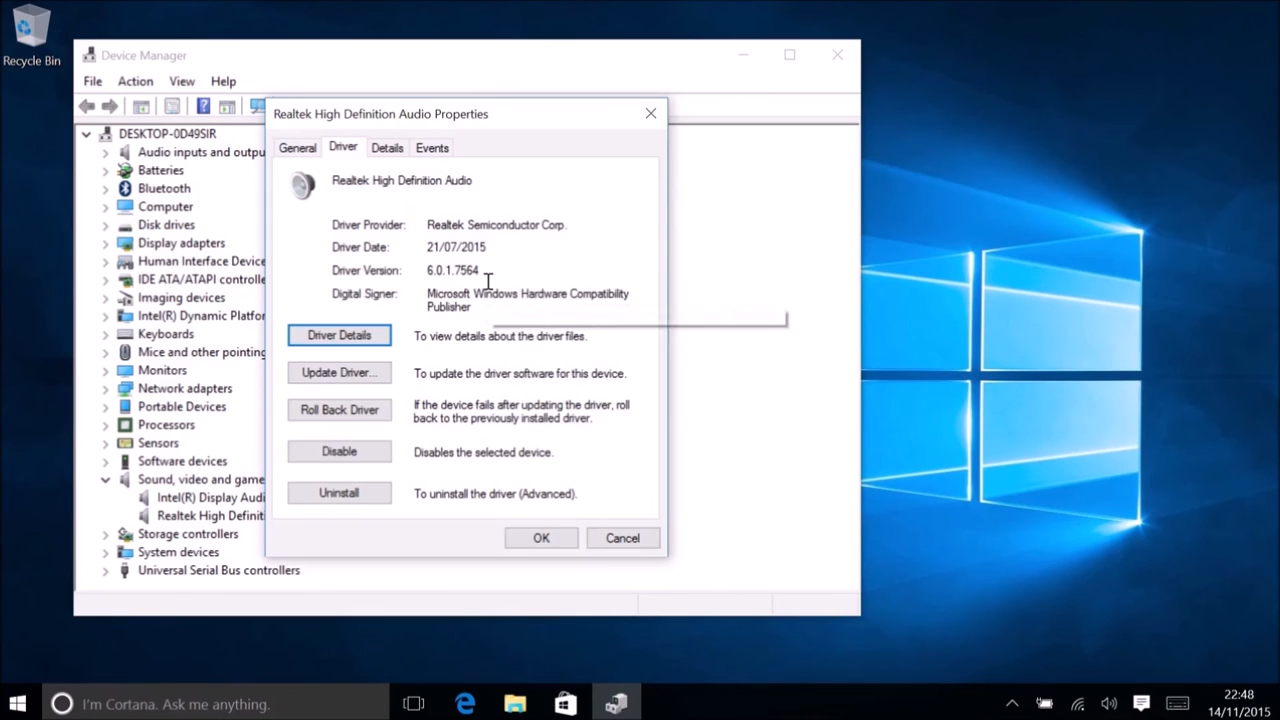 Recycle Bin
Device Manager
File Action View Help
DESKTOP-0D49SIR
Audio inputs and outpu
Batteries
Bluetooth
Computer
Disk drives
Display adapters
Human Interface Device
IDE ATA/ATAPI controlle
Imaging devices
Intel(R) Dynamic Platfor
Keyboards
Mice and other pointing
Monitors
Network adapters
Portable Devices
Processors
Sensors
Software devices
Sound, video and game
Intel(R) Display Audi
Realtek High Definiti
Storage controllers
System devices
Universal Serial Bus controllers
Realtek High Definition Audio Properties
General Driver Details Events
Realtek High Definition Audio
Driver Provider: Realtek Semiconductor Corp.
Driver Date: 21/07/2015
Driver Version: 6.0.1.7564
Digital Signer: Microsoft Windows Hardware Compatibility
Publisher
Driver Details To view details about the driver files.
Update Driver... To update the driver software for this device.
Roll Back Driver If the device fails after updating the driver, roll
back to the previously installed driver.
Disable Disables the selected device.
Uninstall To uninstall the driver (Advanced).
OK Cancel
I'm Cortana. Ask me anything.
22:48
14/11/2015